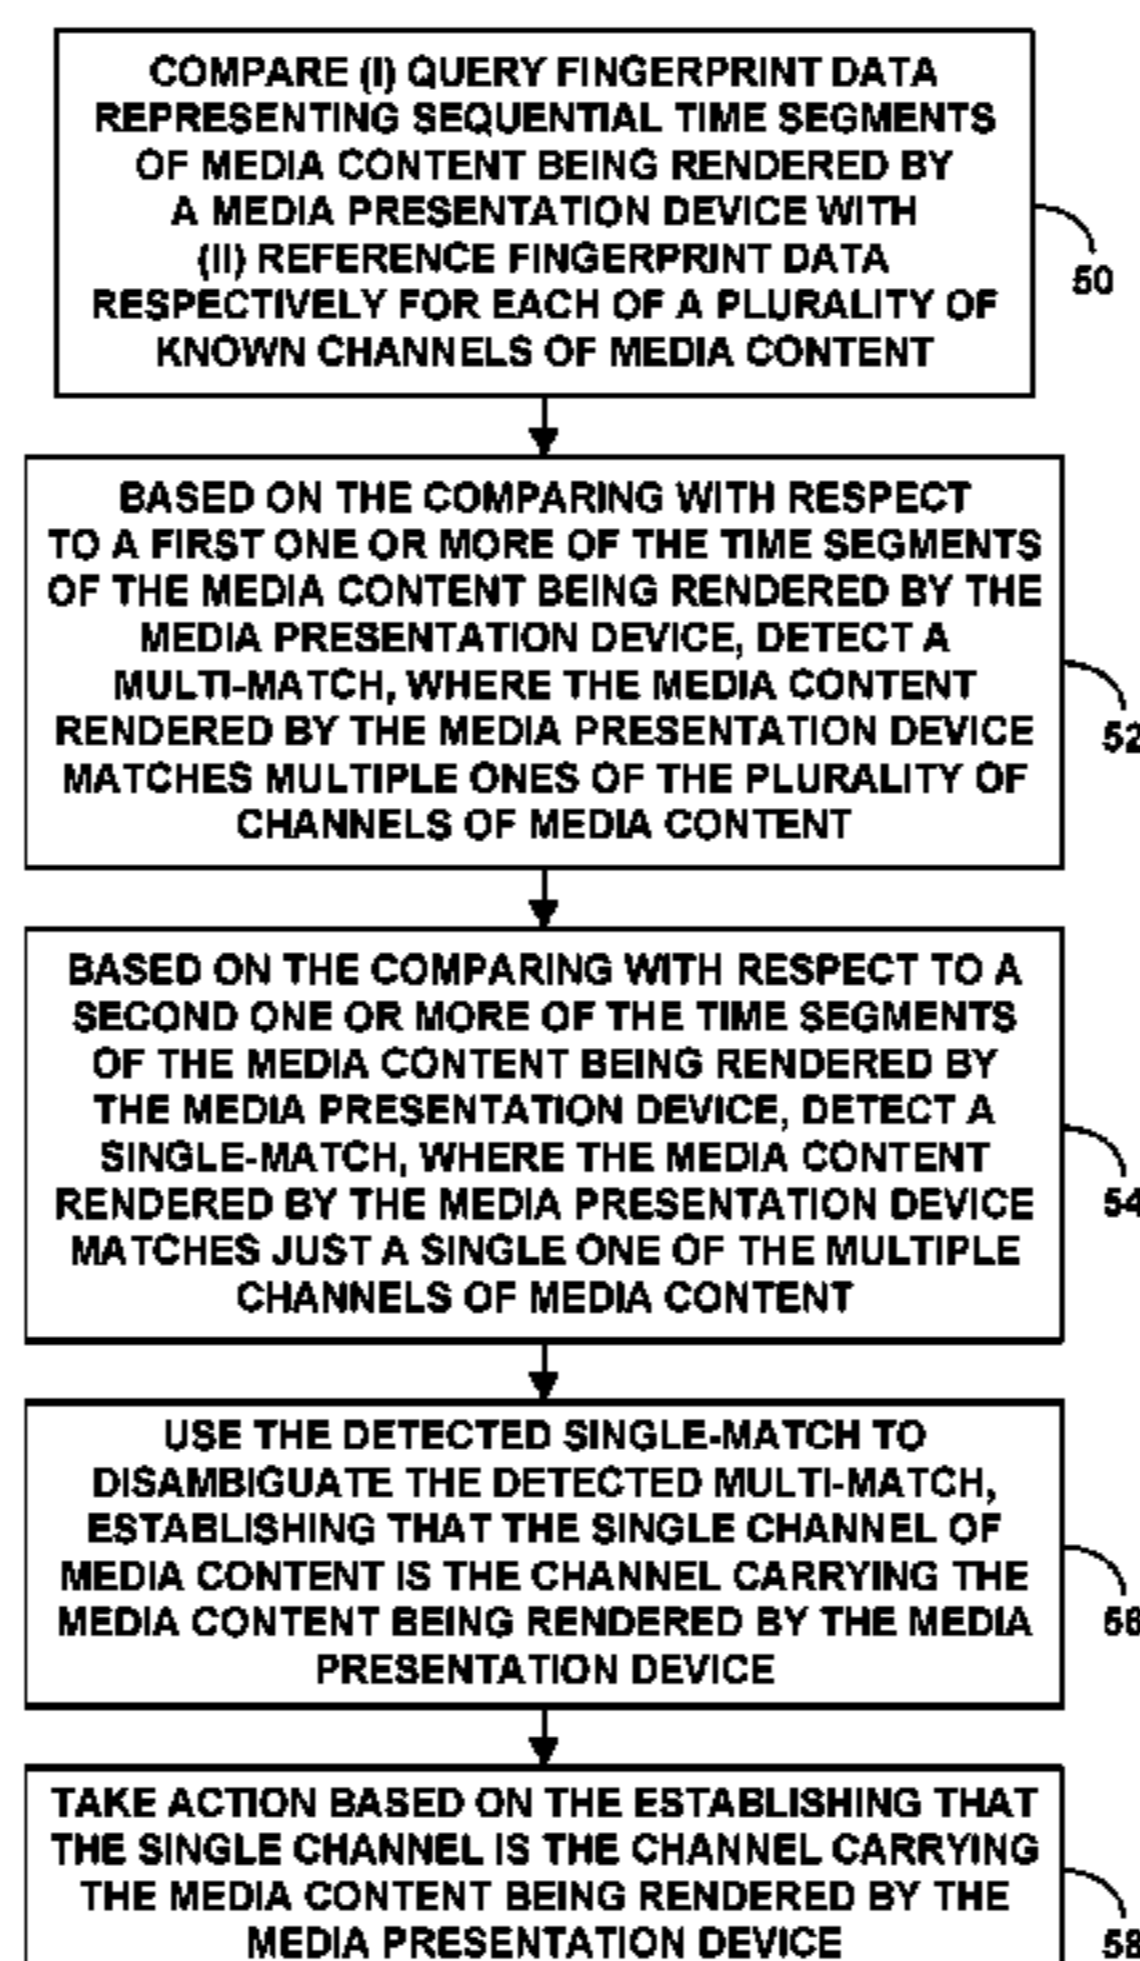 COMPARE (I) QUERY FINGERPRINT DATA
REPRESENTING SEQUENTIAL TIME SEGMENTS
OF MEDIA CONTENT BEING RENDERED BY
A MEDIA PRESENTATION DEVICE WITH
(II) REFERENCE FINGERPRINT DATA
RESPECTIVELY FOR EACH OF A PLURALITY OF
KNOWN CHANNELS OF MEDIA CONTENT
50
BASED ON THE COMPARING WITH RESPECT
TO A FIRST ONE OR MORE OF THE TIME SEGMENTS
OF THE MEDIA CONTENT BEING RENDERED BY THE
MEDIA PRESENTATION DEVICE, DETECT A
MULTI-MATCH, WHERE THE MEDIA CONTENT
RENDERED BY THE MEDIA PRESENTATION DEVICE
MATCHES MULTIPLE ONES OF THE PLURALITY OF
CHANNELS OF MEDIA CONTENT
52
BASED ON THE COMPARING WITH RESPECT TO A
SECOND ONE OR MORE OF THE TIME SEGMENTS
OF THE MEDIA CONTENT BEING RENDERED BY
THE MEDIA PRESENTATION DEVICE, DETECT A
SINGLE-MATCH, WHERE THE MEDIA CONTENT
RENDERED BY THE MEDIA PRESENTATION DEVICE
MATCHES JUST A SINGLE ONE OF THE MULTIPLE
CHANNELS OF MEDIA CONTENT
54
USE THE DETECTED SINGLE-MATCH TO
DISAMBIGUATE THE DETECTED MULTI-MATCH,
ESTABLISHING THAT THE SINGLE CHANNEL OF
MEDIA CONTENT IS THE CHANNEL CARRYING THE
MEDIA CONTENT BEING RENDERED BY THE MEDIA
PRESENTATION DEVICE
56
TAKE ACTION BASED ON THE ESTABLISHING THAT
THE SINGLE CHANNEL IS THE CHANNEL CARRYING
THE MEDIA CONTENT BEING RENDERED BY THE
MEDIA PRESENTATION DEVICE
58